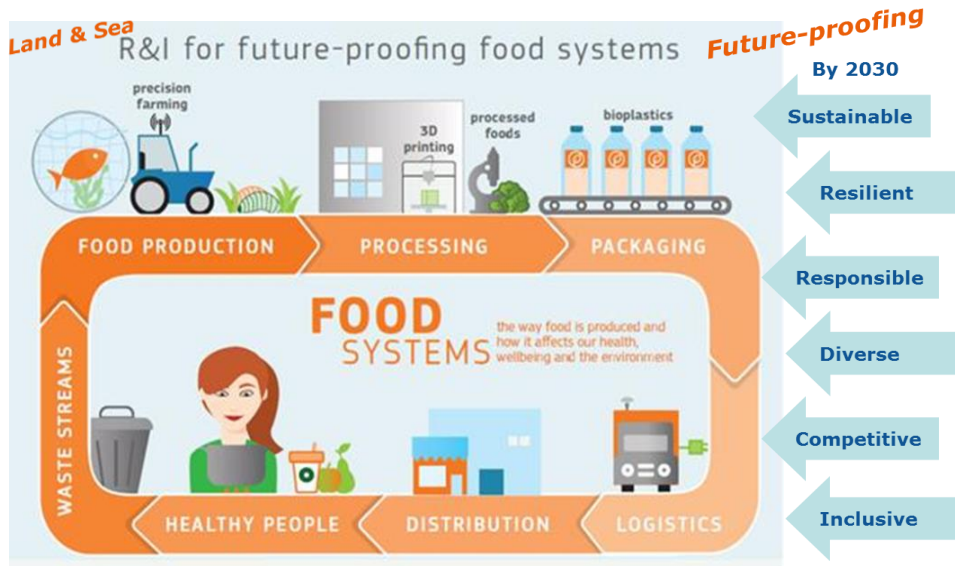 Land & Sea
R&I for future-proofing food systems
Future-proofing
By 2030
precision
farming
3D
printing
processed
foods
bioplastics
Sustainable
Resilient
FOOD PRODUCTION
PROCESSING
PACKAGING
Responsible
FOOD
SYSTEMS
the way food is produced and
how it affects our health,
wellbeing and the environment
Diverse
WASTE STREAMS
Competitive
HEALTHY PEOPLE
DISTRIBUTION
LOGISTICS
Inclusive